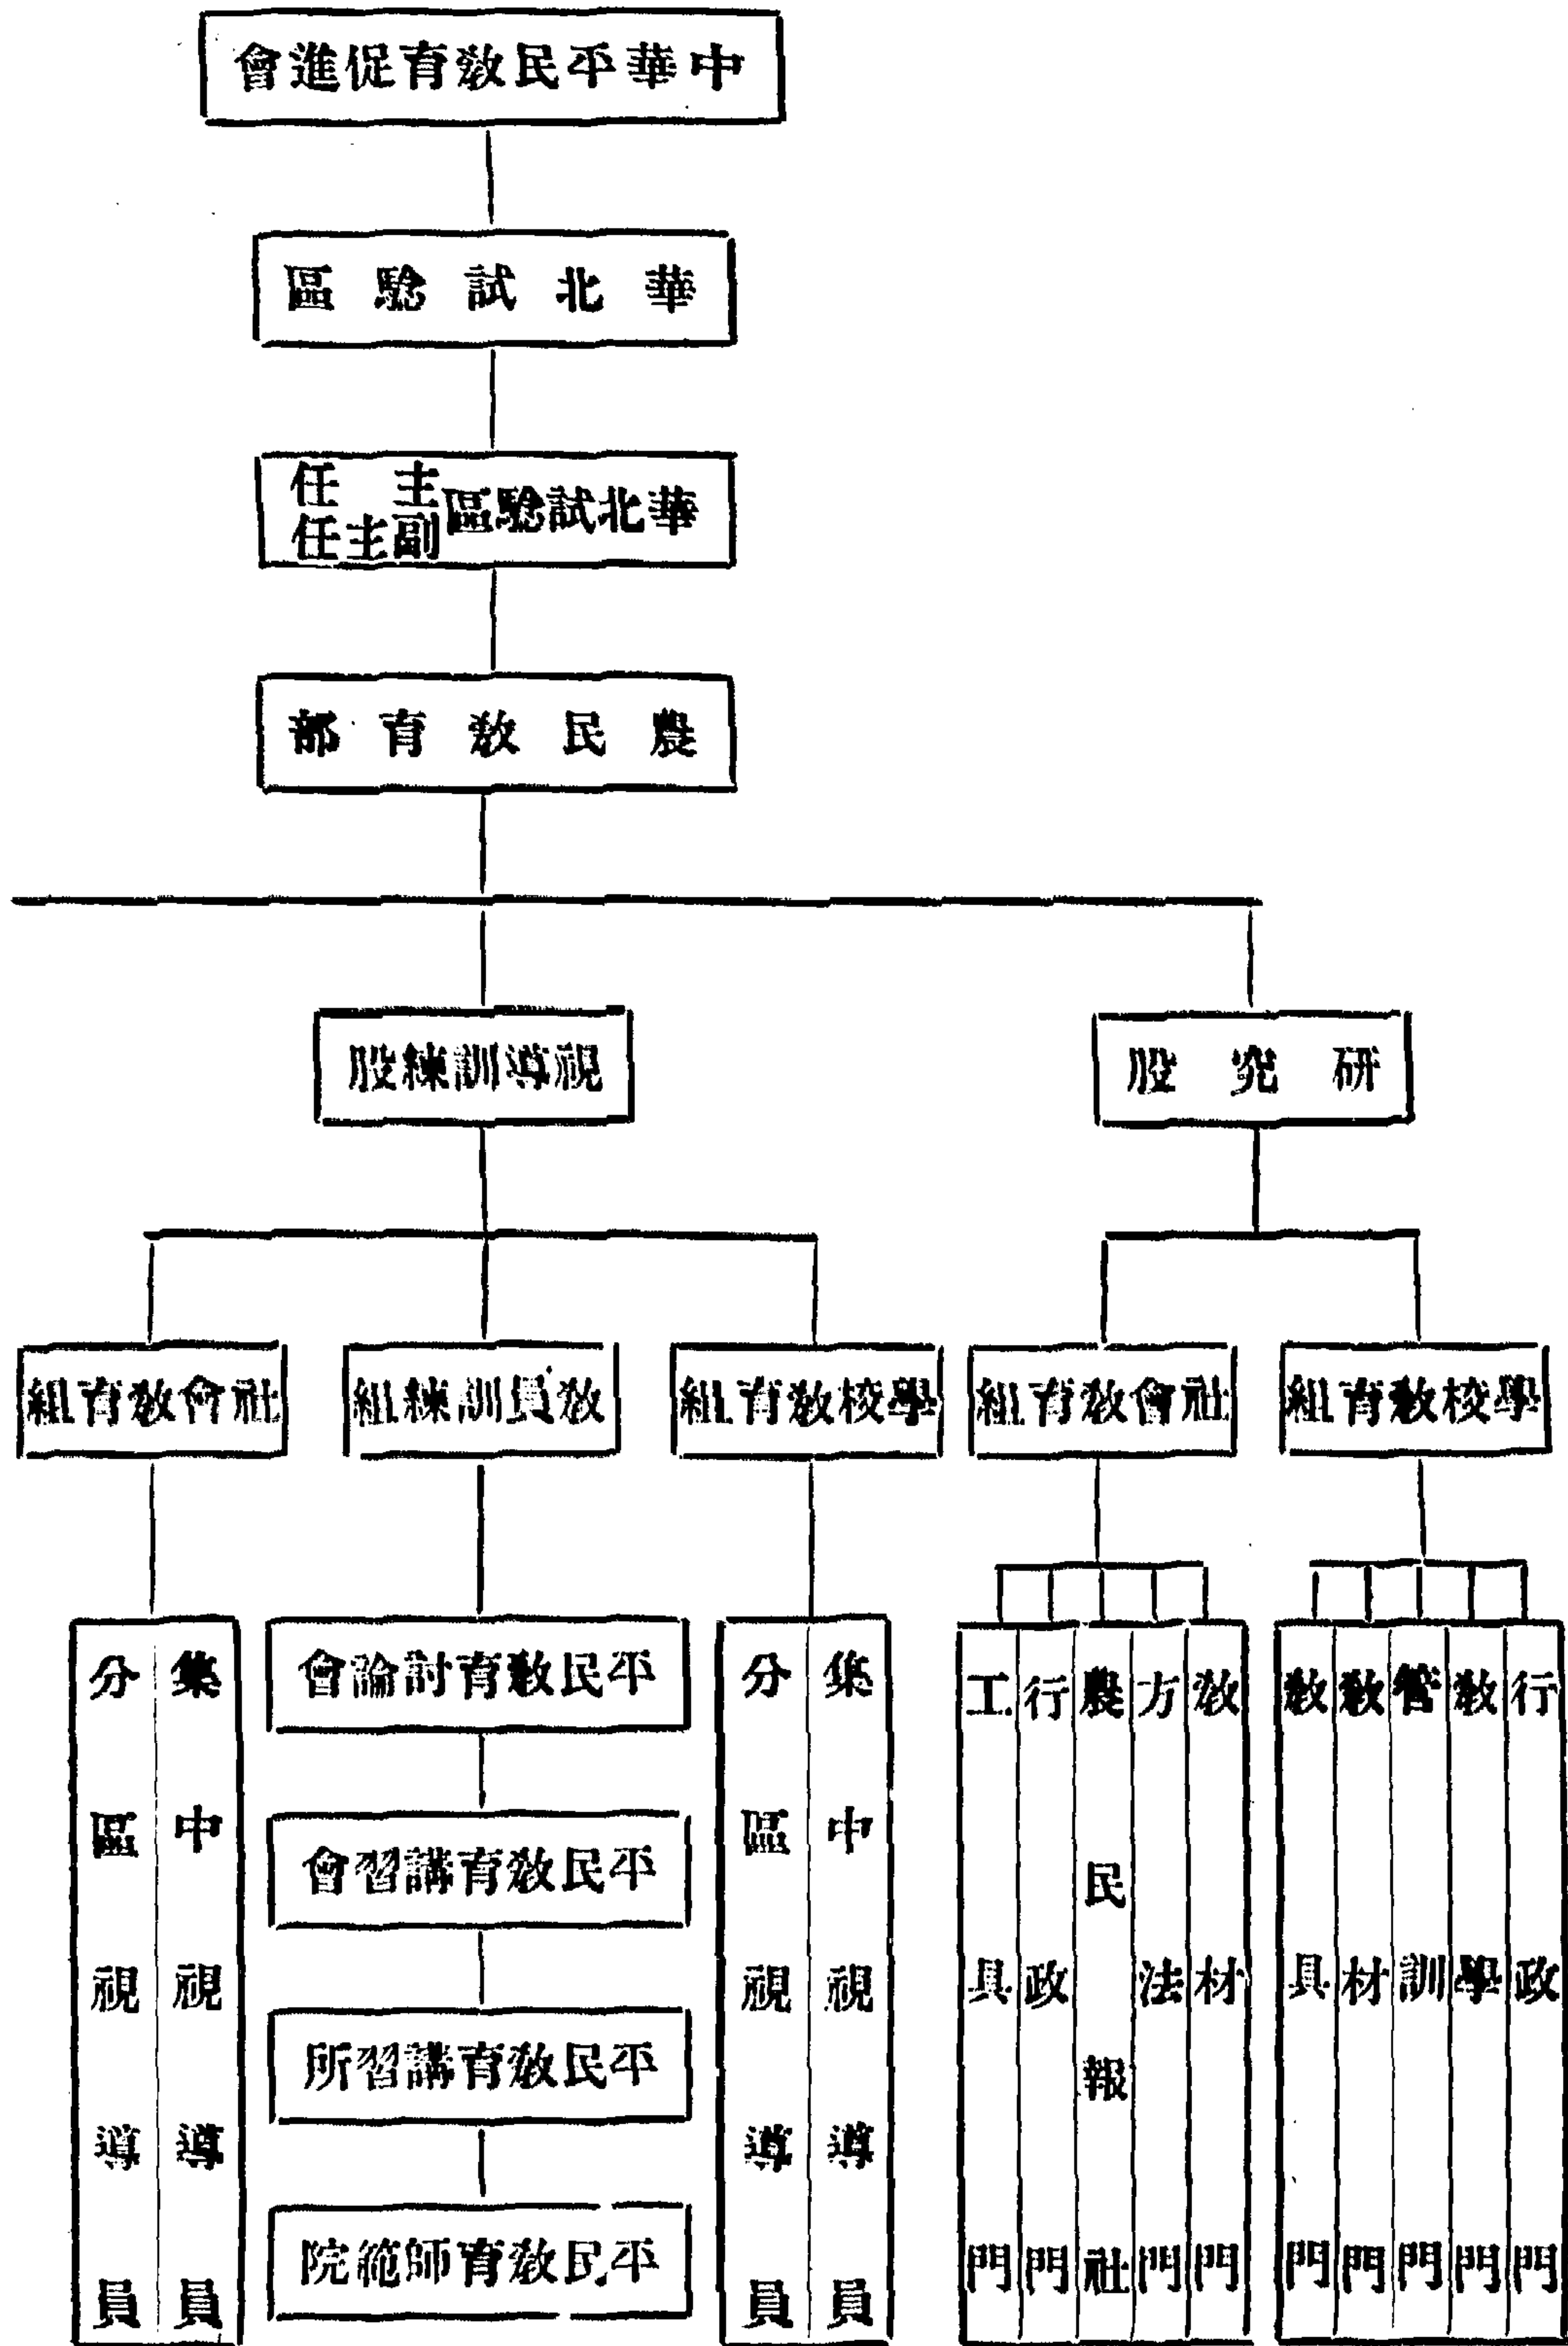 中華平民敎育促進會
華北試驗區
華北試驗區主任
副主任
農民敎育部
研究股
視導訓練股
學校敎育組
社會敎育組
學校敎育組
敎員訓練組
社會敎育組
行政門
敎學門
管訓門
敎材門
敎具門
敎材門
方法門
農民報社
行政門
工具門
集中視導員
分區視導員
平民敎育討論會
平民敎育講習會
平民敎育講習所
平民敎育師範院
集中視導員
分區視導員